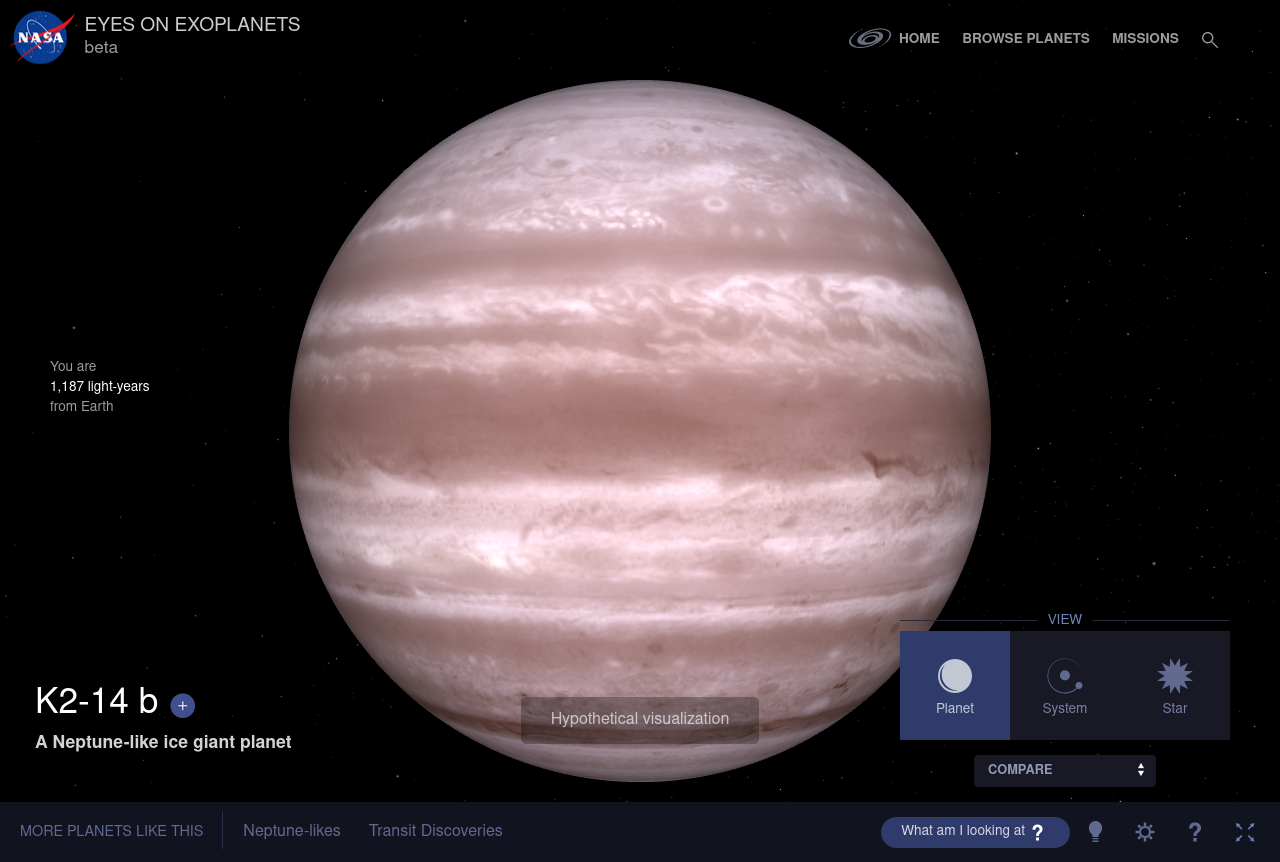 NASA
EYES ON EXOPLANETS
beta
HOME
BROWSE PLANETS
MISSIONS
You are
1,187 light-years
from Earth
K2-14 b +
A Neptune-like ice giant planet
Hypothetical visualization
VIEW
Planet
System
Star
COMPARE
MORE PLANETS LIKE THIS
Neptune-likes
Transit Discoveries
What am I looking at ?
?